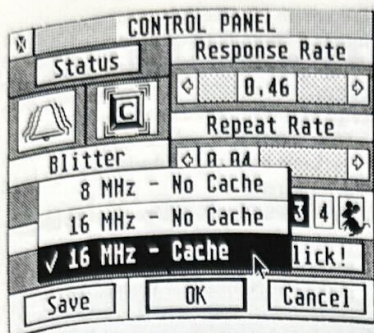 CONTROL PANEL
Status
Response Rate
0.46
C
Repeat Rate
Blitter
0.04
8 MHz - No Cache
16 MHz - No Cache
3 4
✓ 16 MHz - Cache
lick!
Save
OK
Cancel